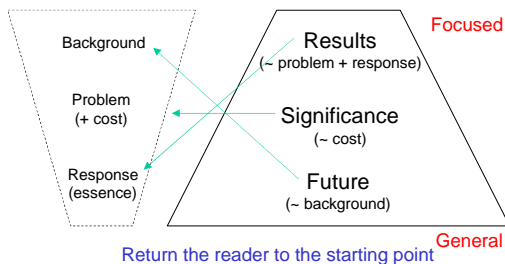 Background
Problem
(+ cost)
Response
(essence)
Results
(~ problem + response)
Significance
(~ cost)
Future
(~ background)
Focused
General
Return the reader to the starting point